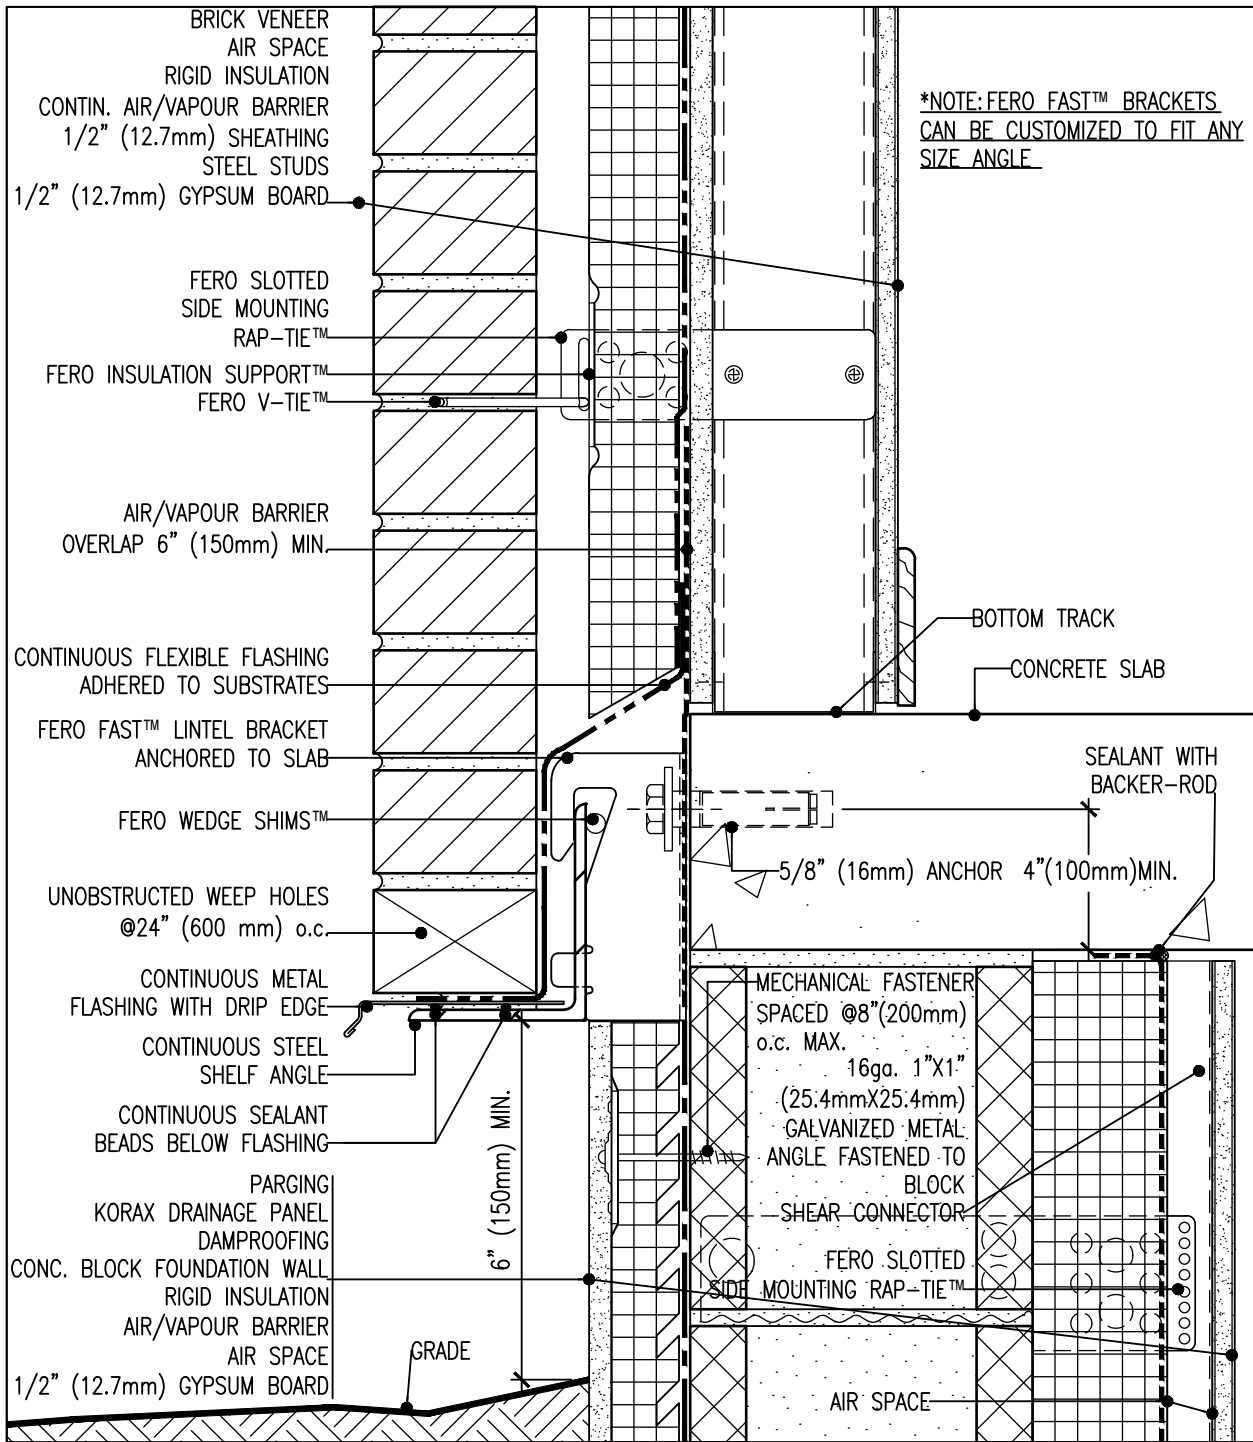 BRICK VENEER
AIR SPACE
RIGID INSULATION
CONTIN. AIR/VAPOUR BARRIER
1/2" (12.7mm) SHEATHING
STEEL STUDS
1/2" (12.7mm) GYPSUM BOARD
*NOTE: FERO FAST™ BRACKETS
CAN BE CUSTOMIZED TO FIT ANY
SIZE ANGLE
FERO SLOTTED
SIDE MOUNTING
RAP-TIE™
FERO INSULATION SUPPORT™
FERO V-TIE™
AIR/VAPOUR BARRIER
OVERLAP 6" (150mm) MIN.
CONTINUOUS FLEXIBLE FLASHING
ADHERED TO SUBSTRATES
FERO FAST™ LINTEL BRACKET
ANCHORED TO SLAB
FERO WEDGE SHIMS™
UNOBSTRUCTED WEEP HOLES
@24" (600 mm) o.c.
CONTINUOUS METAL
FLASHING WITH DRIP EDGE
CONTINUOUS STEEL
SHELF ANGLE
CONTINUOUS SEALANT
BEADS BELOW FLASHING
PARGING
KORAX DRAINAGE PANEL
DAMPROOFING
CONC. BLOCK FOUNDATION WALL
RIGID INSULATION
AIR/VAPOUR BARRIER
AIR SPACE
1/2" (12.7mm) GYPSUM BOARD
GRADE
6" (150mm) MIN.
BOTTOM TRACK
CONCRETE SLAB
SEALANT WITH
BACKER-ROD
5/8" (16mm) ANCHOR
4"(100mm)MIN.
MECHANICAL FASTENER
SPACED @8"(200mm)
o.c. MAX.
16ga. 1"X1"
(25.4mmX25.4mm)
GALVANIZED METAL
ANGLE FASTENED TO
BLOCK
SHEAR CONNECTOR
FERO SLOTTED
SIDE MOUNTING RAP-TIE™
AIR SPACE